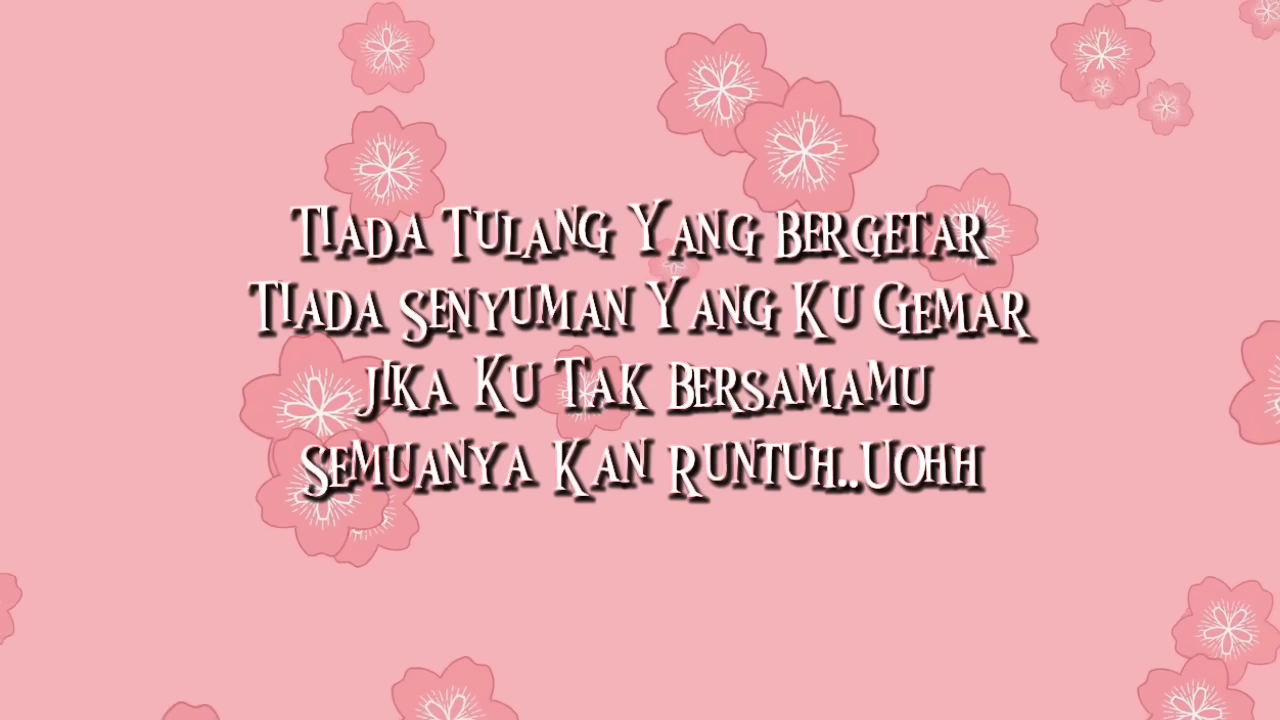 Tiada Tulang Yang Bergetar
Tiada Senyuman Yang Ku Gemar
Jika Ku Tak Bersamamu
Semuanya Kan Runtuh..Uohh